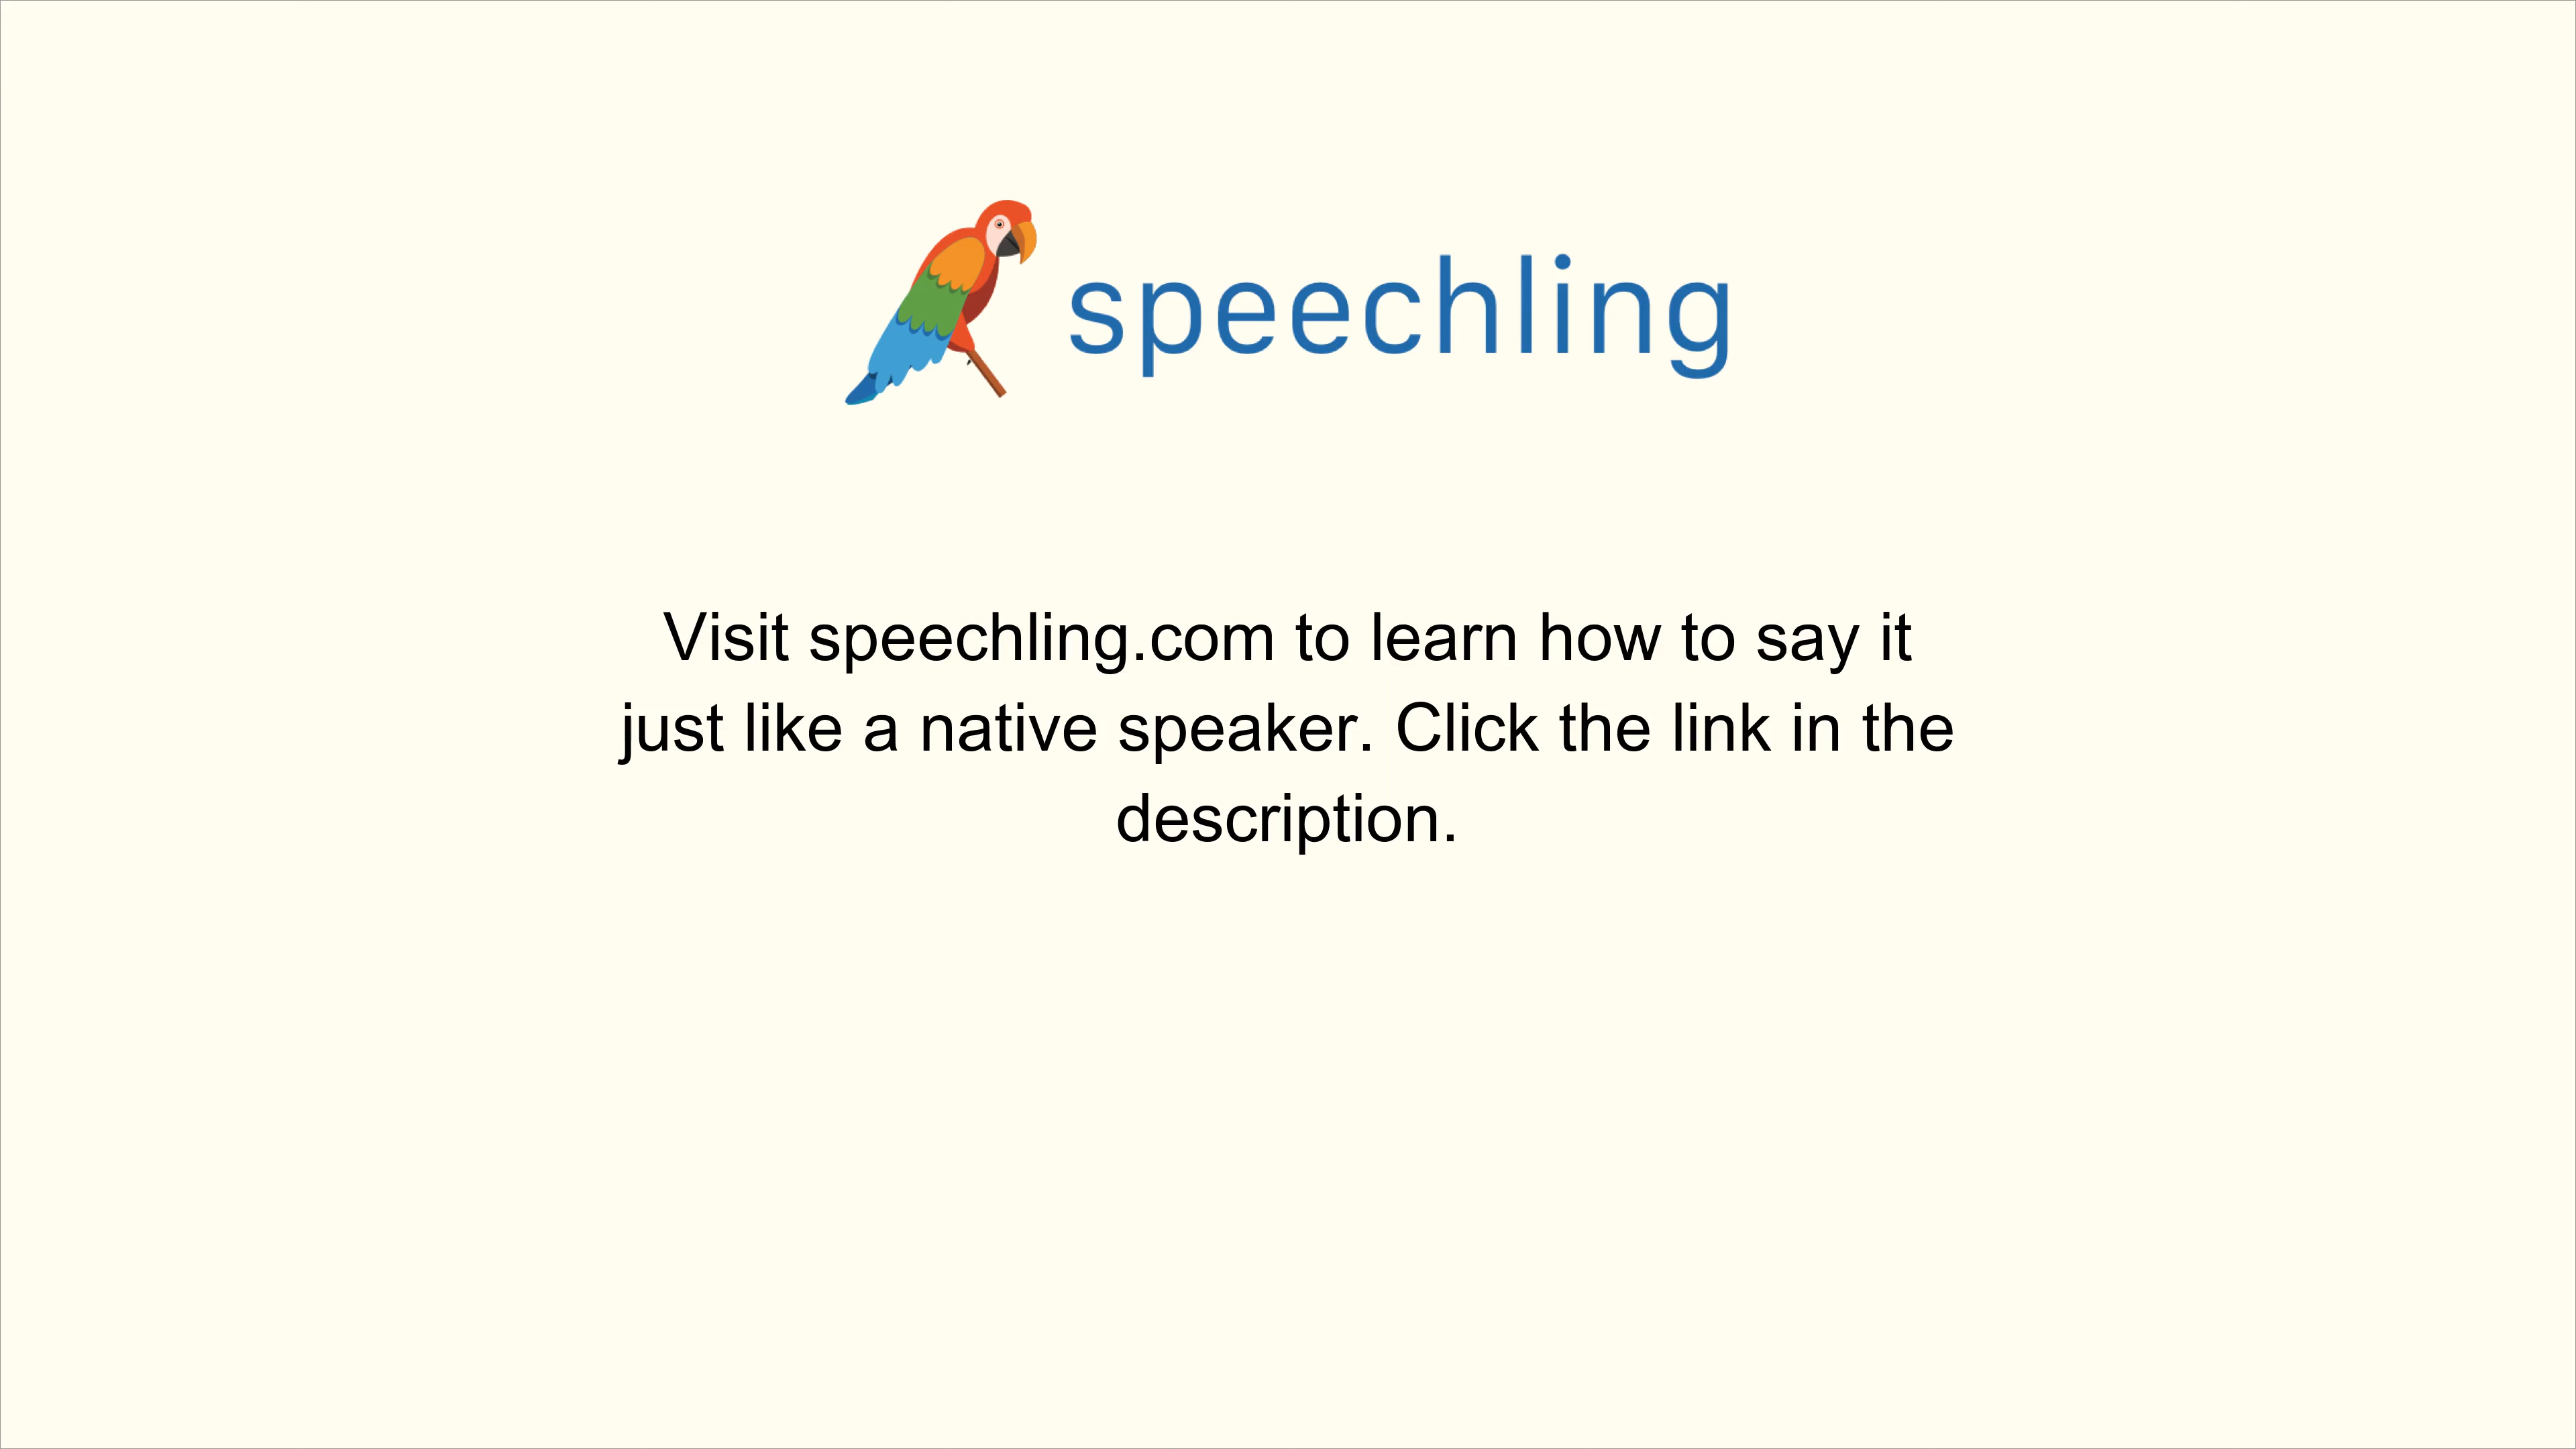 speechling
Visit speechling.com to learn how to say it
just like a native speaker. Click the link in the
description.